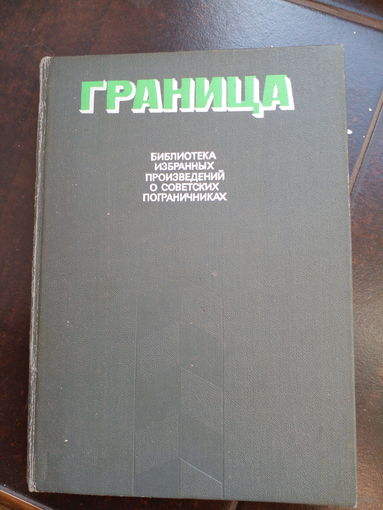 ГРАНИЦА
БИБЛИОТЕКА
ИЗБРАННЫХ
ПРОИЗВЕДЕНИЙ
О СОВЕТСКИХ
ПОГРАНИЧНИКАХ